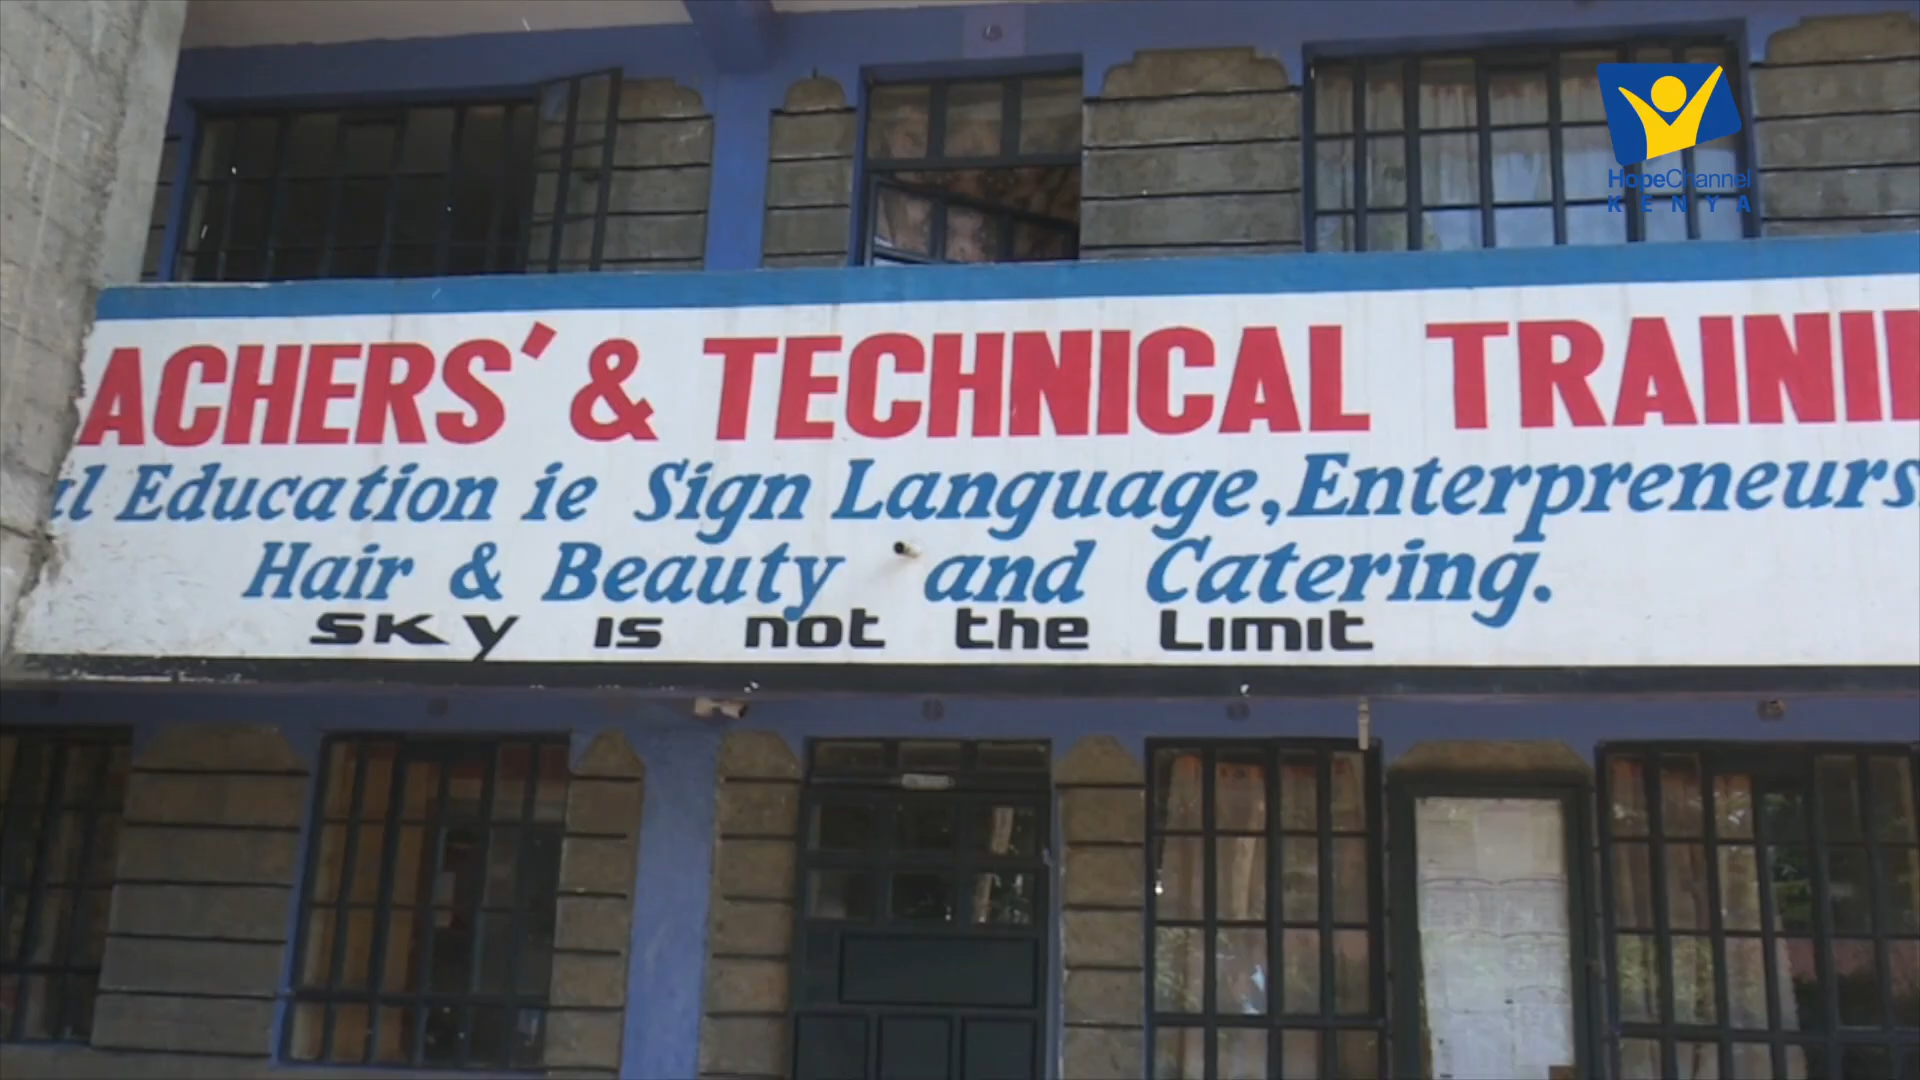 HopeChannel
KENYA
ACHERS' & TECHNICAL TRAINI
al Education ie Sign Language, Enterpreneurs
Hair & Beauty and Catering.
Sky is not the Limit